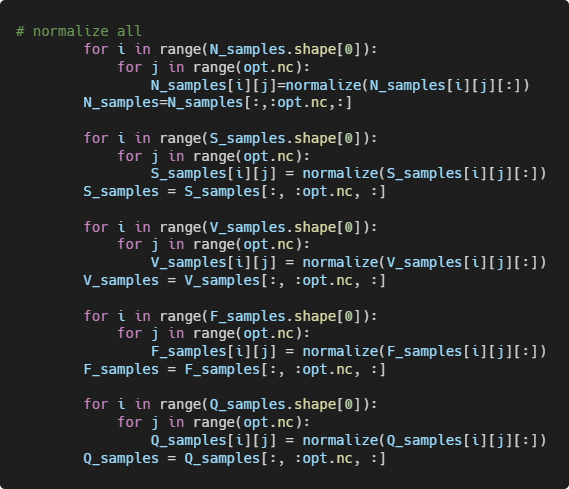 # normalize all
        for i in range(N_samples.shape[0]):
            for j in range(opt.nc):
                N_samples[i][j]=normalize(N_samples[i][j][:])
        N_samples=N_samples[:,:opt.nc,:]

        for i in range(S_samples.shape[0]):
            for j in range(opt.nc):
                S_samples[i][j] = normalize(S_samples[i][j][:])
        S_samples = S_samples[:, :opt.nc, :]

        for i in range(V_samples.shape[0]):
            for j in range(opt.nc):
                V_samples[i][j] = normalize(V_samples[i][j][:])
        V_samples = V_samples[:, :opt.nc, :]

        for i in range(F_samples.shape[0]):
            for j in range(opt.nc):
                F_samples[i][j] = normalize(F_samples[i][j][:])
        F_samples = F_samples[:, :opt.nc, :]

        for i in range(Q_samples.shape[0]):
            for j in range(opt.nc):
                Q_samples[i][j] = normalize(Q_samples[i][j][:])
        Q_samples = Q_samples[:, :opt.nc, :]